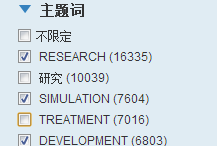 主题词
不限定
RESEARCH (16335)
研究 (10039)
SIMULATION (7604)
TREATMENT (7016)
DEVELOPMENT (6803)